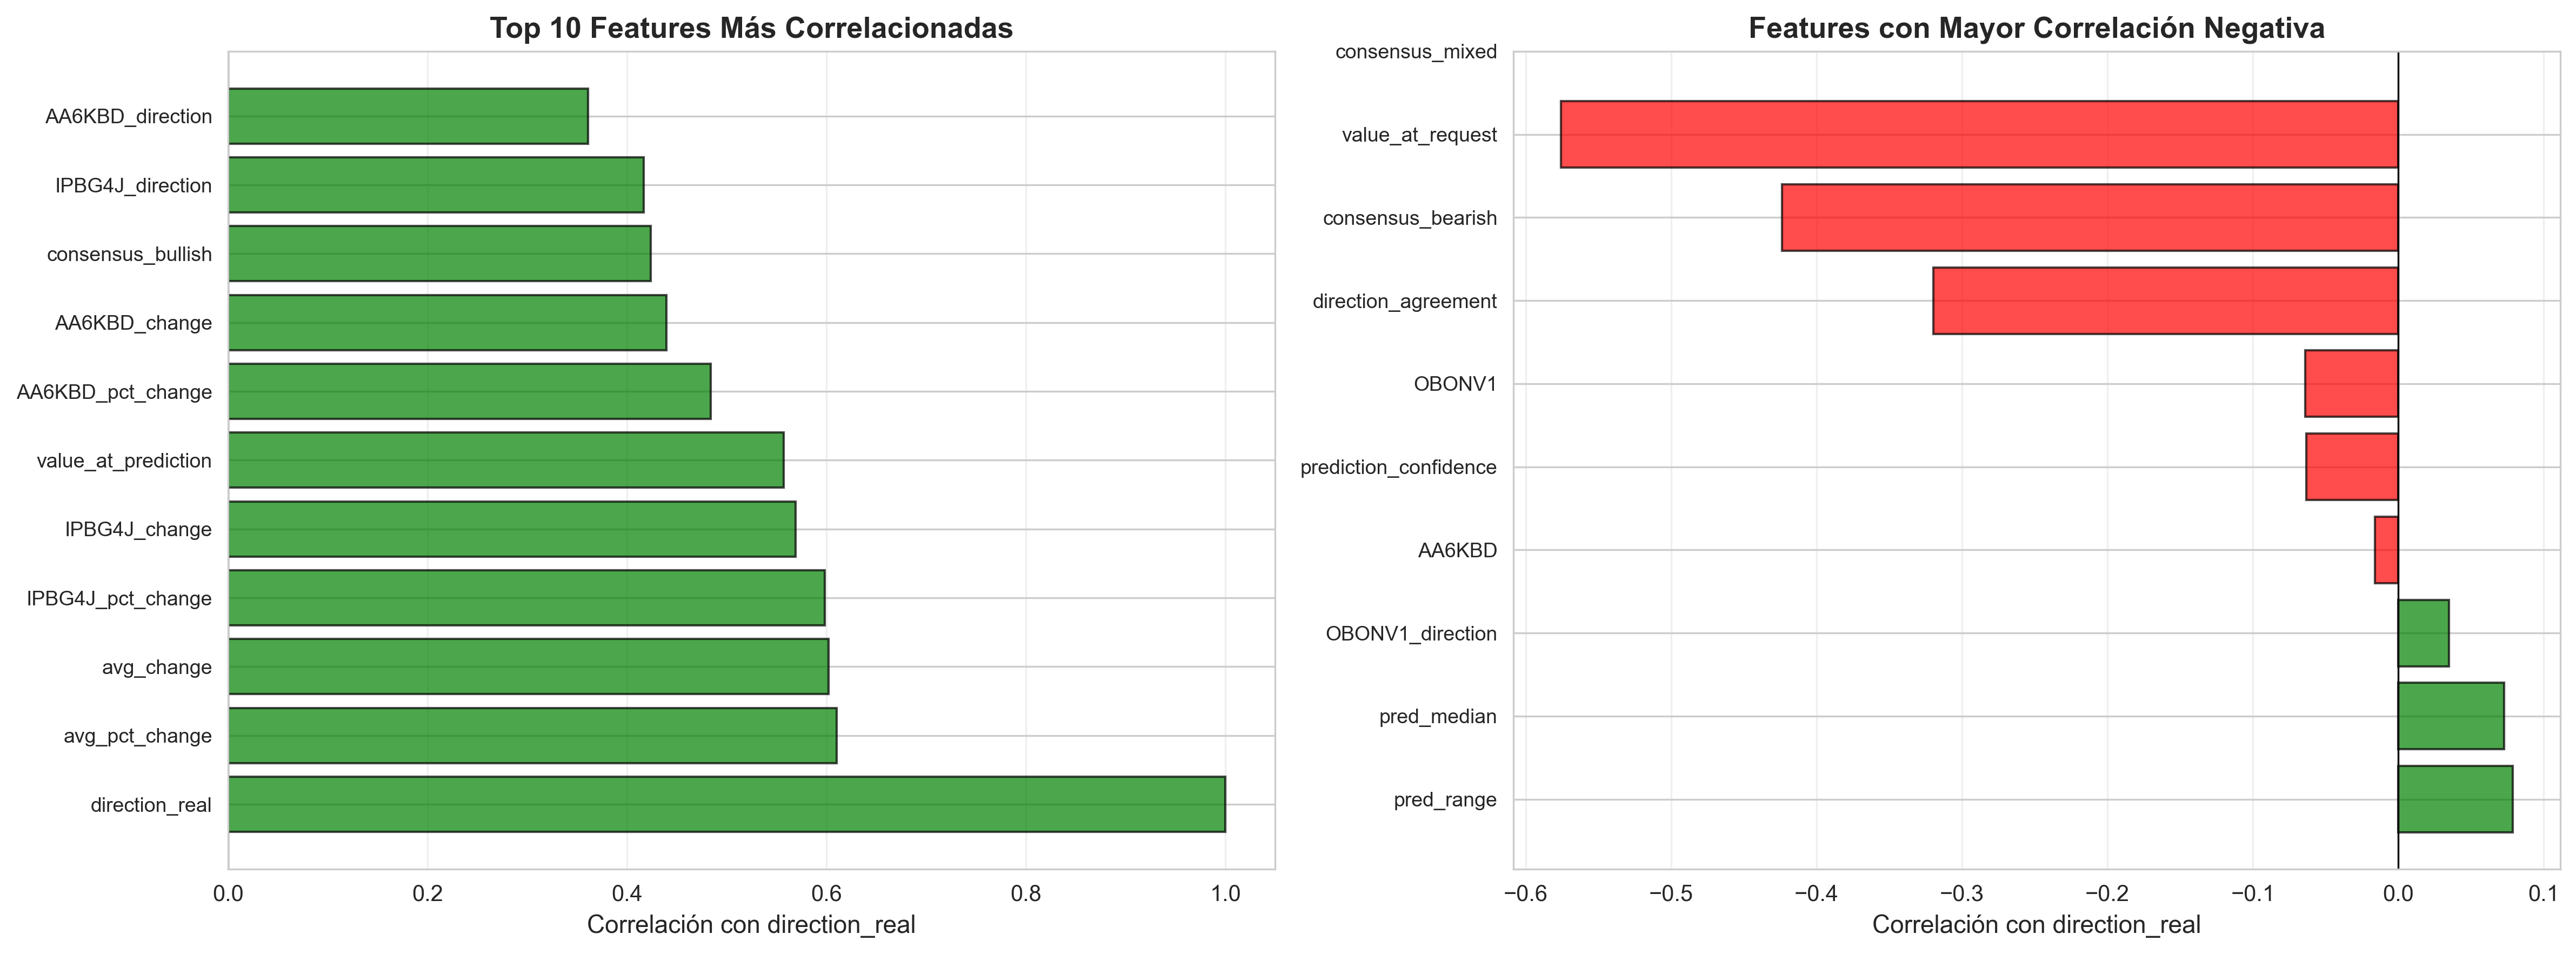 Top 10 Features Más Correlacionadas
AA6KBD_direction
IPBG4J_direction
consensus_bullish
AA6KBD_change
AA6KBD_pct_change
value_at_prediction
IPBG4J_change
IPBG4J_pct_change
avg_change
avg_pct_change
direction_real
0.0 0.2 0.4 0.6 0.8 1.0
Correlación con direction_real
Features con Mayor Correlación Negativa
consensus_mixed
value_at_request
consensus_bearish
direction_agreement
OBONV1
prediction_confidence
AA6KBD
OBONV1_direction
pred_median
pred_range
−0.6 −0.5 −0.4 −0.3 −0.2 −0.1 0.0 0.1
Correlación con direction_real